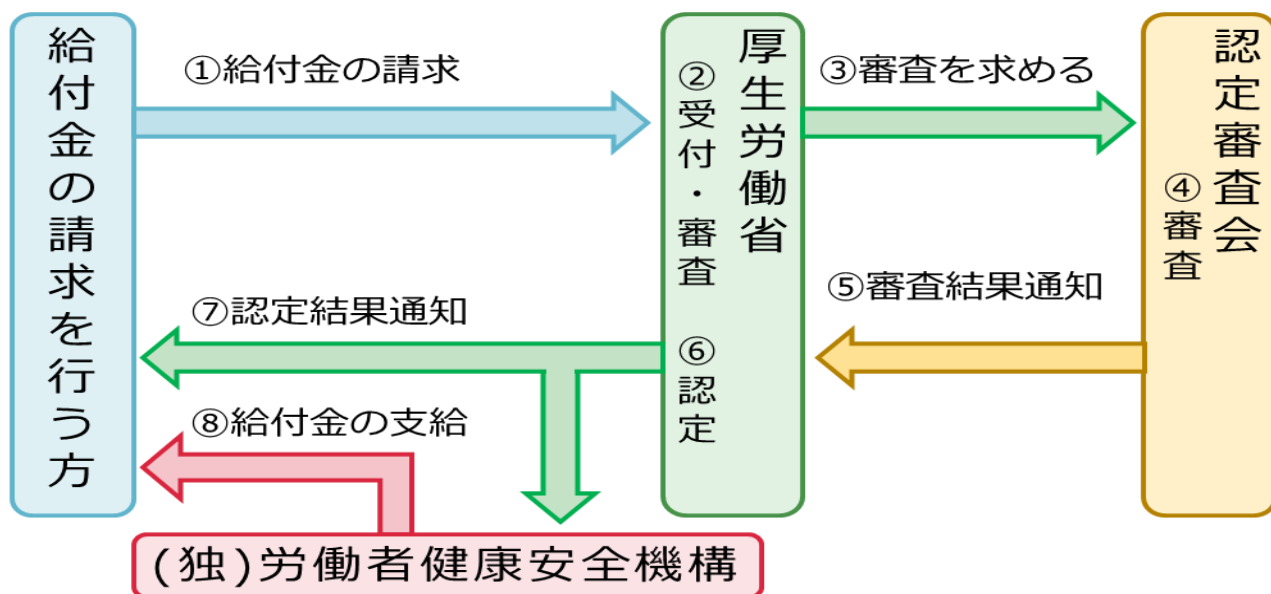 給付金の請求を行う方
①給付金の請求
厚生労働省
②受付・審査
⑥認定
③審査を求める
認定審査会
④審査
⑤審査結果通知
⑦認定結果通知
⑧給付金の支給
(独)労働者健康安全機構